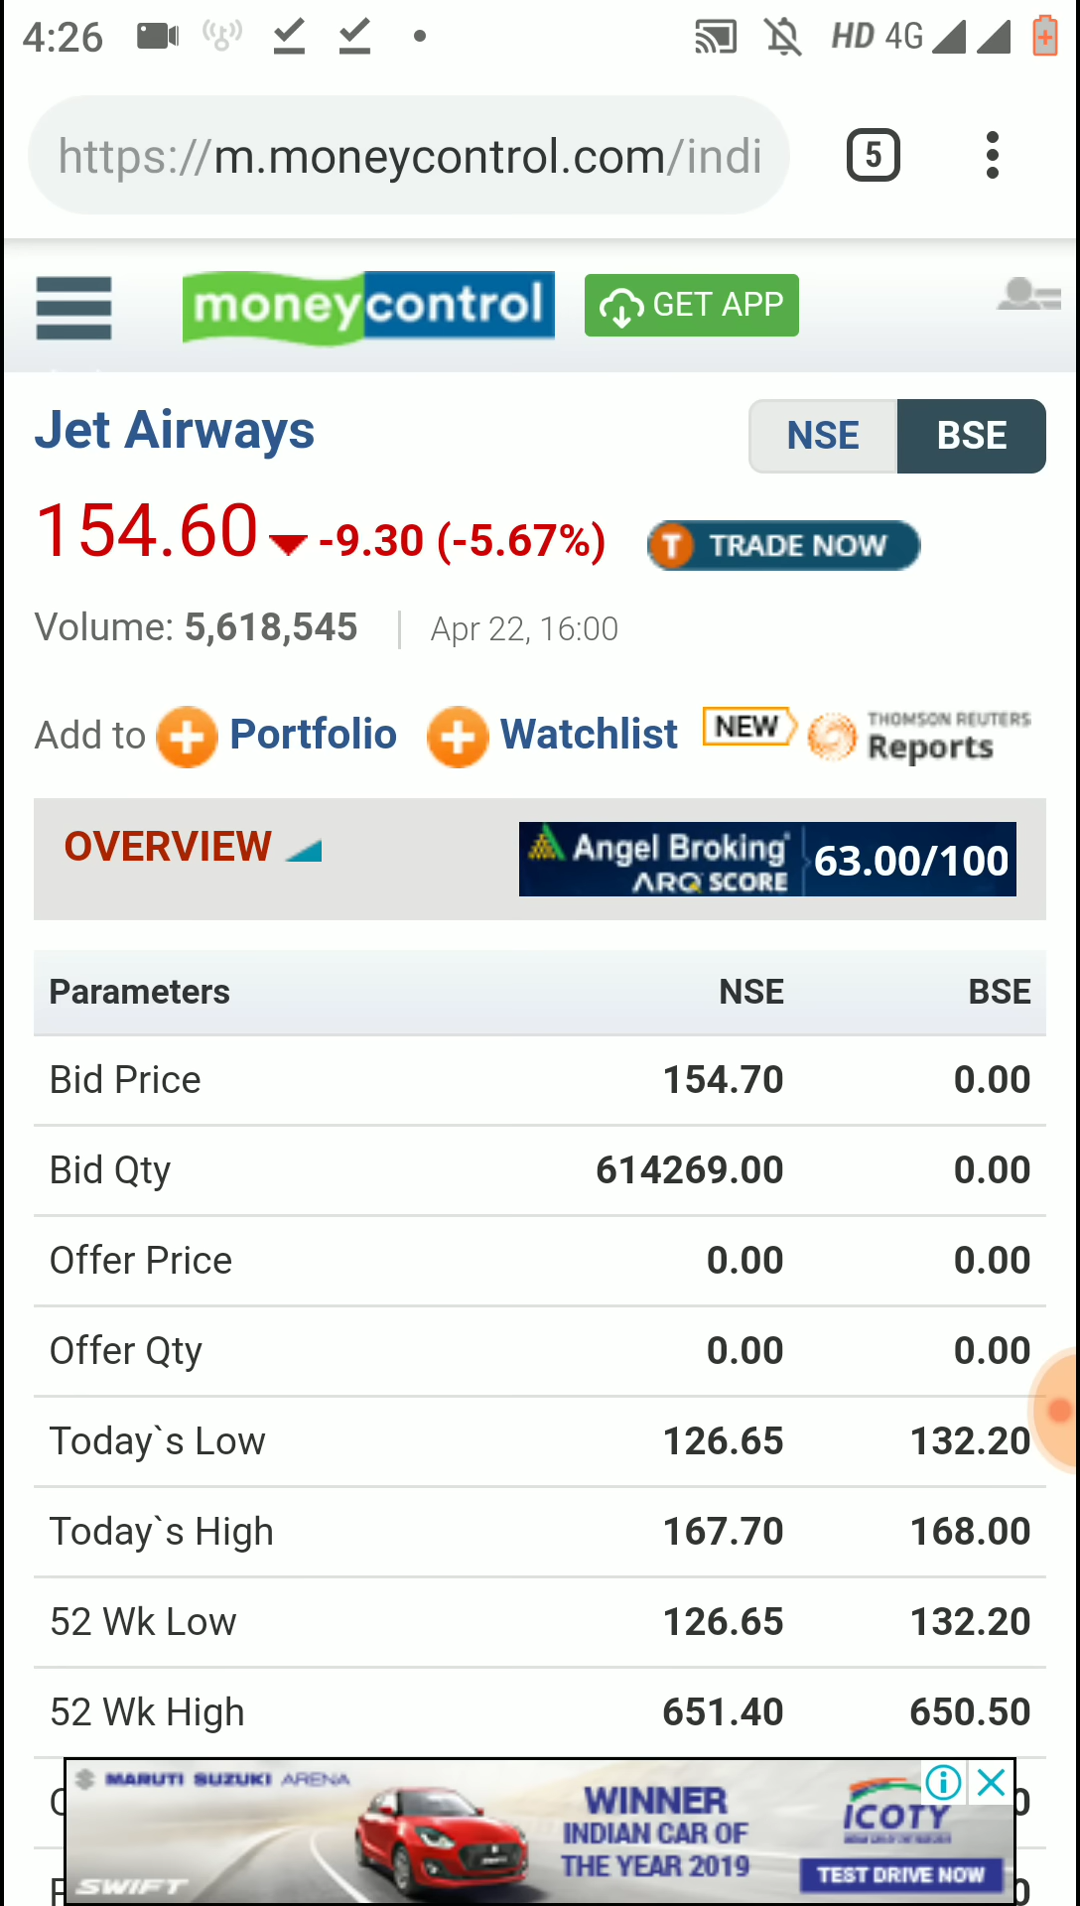 4:26 HD 4G
https://m.moneycontrol.com/indi 5
moneycontrol GET APP
Jet Airways NSE BSE
154.60 -9.30 (-5.67%) T TRADE NOW
Volume: 5,618,545 | Apr 22, 16:00
Add to Portfolio Watchlist NEW THOMSON REUTERS Reports
OVERVIEW Angel Broking ARQ SCORE 63.00/100
Parameters NSE BSE
Bid Price 154.70 0.00
Bid Qty 614269.00 0.00
Offer Price 0.00 0.00
Offer Qty 0.00 0.00
Today`s Low 126.65 132.20
Today`s High 167.70 168.00
52 Wk Low 126.65 132.20
52 Wk High 651.40 650.50
MARUTI SUZUKI ARENA
WINNER
INDIAN CAR OF
THE YEAR 2019
ICOTY
TEST DRIVE NOW
SWIFT